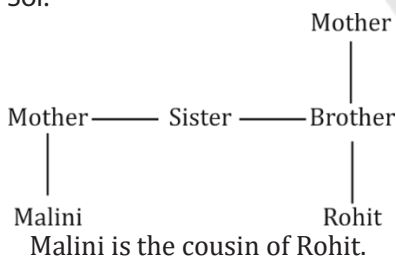 Sol.
Mother
Mother Sister Brother
Malini Rohit
Malini is the cousin of Rohit.